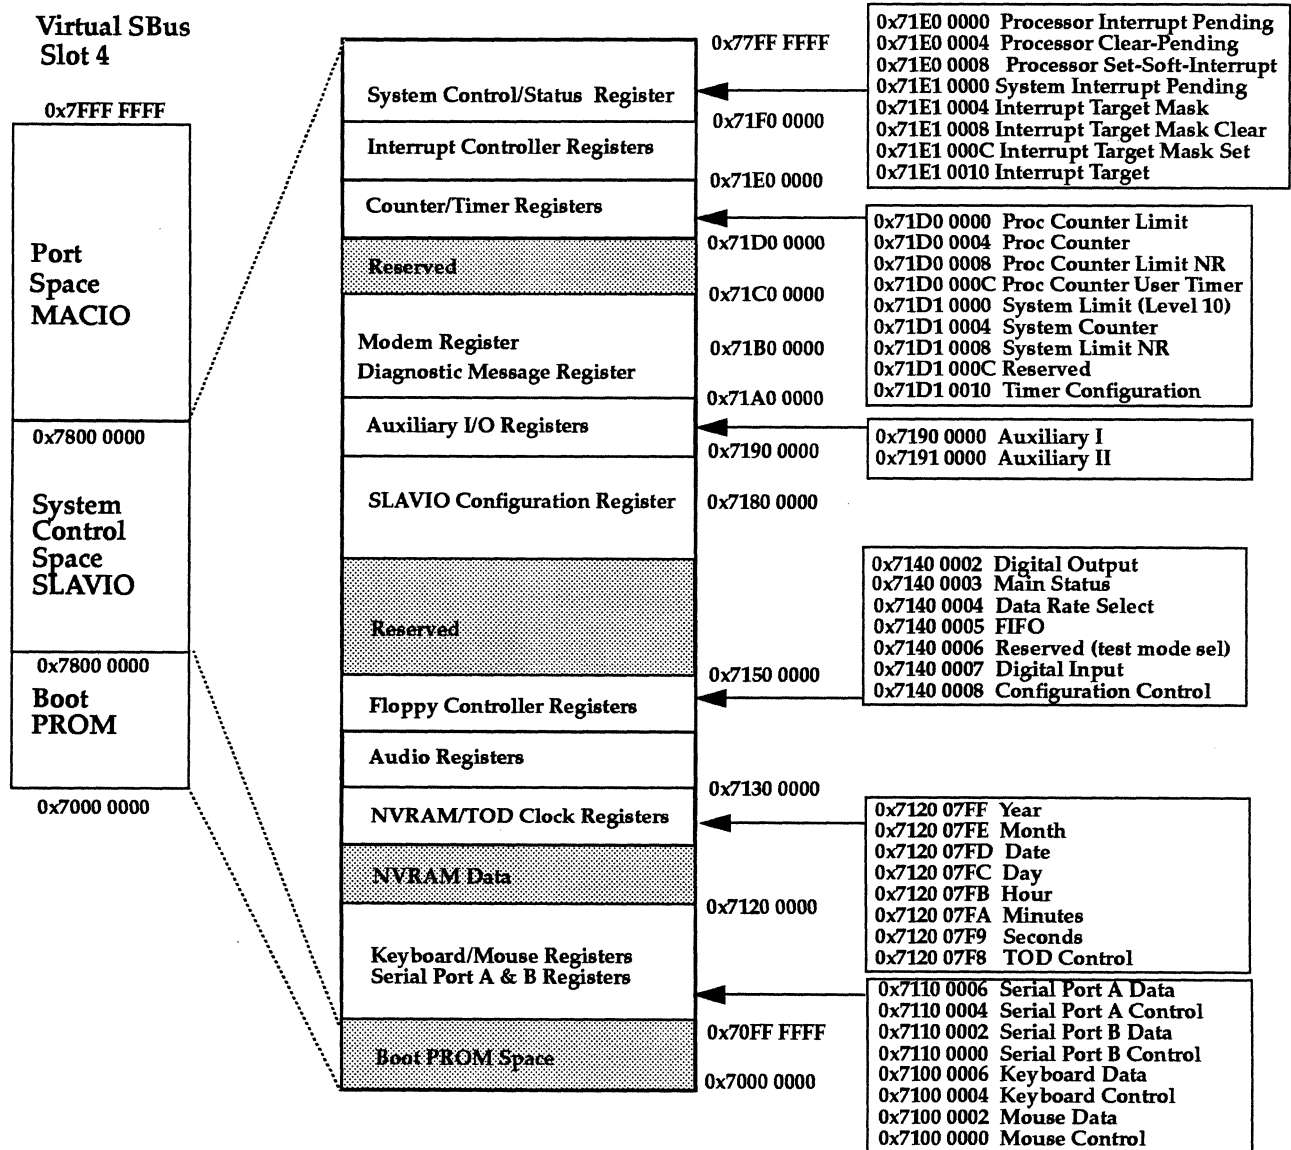 Virtual SBus
Slot 4
0x7FFF FFFF
Port
Space
MACIO
0x7800 0000
System
Control
Space
SLAVIO
0x7800 0000
Boot
PROM
0x7000 0000
System Control/Status Register
Interrupt Controller Registers
Counter/Timer Registers
Reserved
Modem Register
Diagnostic Message Register
Auxiliary I/O Registers
SLAVIO Configuration Register
Reserved
Floppy Controller Registers
Audio Registers
NVRAM/TOD Clock Registers
NVRAM Data
Keyboard/Mouse Registers
Serial Port A & B Registers
Boot PROM Space
0x77FF FFFF
0x71F0 0000
0x71E0 0000
0x71D0 0000
0x71C0 0000
0x71B0 0000
0x71A0 0000
0x7190 0000
0x7180 0000
0x7150 0000
0x7130 0000
0x7120 0000
0x70FF FFFF
0x7000 0000
0x71E0 0000 Processor Interrupt Pending
0x71E0 0004 Processor Clear-Pending
0x71E0 0008 Processor Set-Soft-Interrupt
0x71E1 0000 System Interrupt Pending
0x71E1 0004 Interrupt Target Mask
0x71E1 0008 Interrupt Target Mask Clear
0x71E1 000C Interrupt Target Mask Set
0x71E1 0010 Interrupt Target
0x71D0 0000 Proc Counter Limit
0x71D0 0004 Proc Counter
0x71D0 0008 Proc Counter Limit NR
0x71D0 000C Proc Counter User Timer
0x71D1 0000 System Limit (Level 10)
0x71D1 0004 System Counter
0x71D1 0008 System Limit NR
0x71D1 000C Reserved
0x71D1 0010 Timer Configuration
0x7190 0000 Auxiliary I
0x7191 0000 Auxiliary II
0x7140 0002 Digital Output
0x7140 0003 Main Status
0x7140 0004 Data Rate Select
0x7140 0005 FIFO
0x7140 0006 Reserved (test mode sel)
0x7140 0007 Digital Input
0x7140 0008 Configuration Control
0x7120 07FF Year
0x7120 07FE Month
0x7120 07FD Date
0x7120 07FC Day
0x7120 07FB Hour
0x7120 07FA Minutes
0x7120 07F9 Seconds
0x7120 07F8 TOD Control
0x7110 0006 Serial Port A Data
0x7110 0004 Serial Port A Control
0x7110 0002 Serial Port B Data
0x7110 0000 Serial Port B Control
0x7100 0006 Keyboard Data
0x7100 0004 Keyboard Control
0x7100 0002 Mouse Data
0x7100 0000 Mouse Control